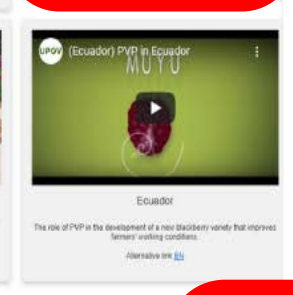 UPOV (Ecuador) PVP in Ecuador
MUYU
Ecuador
The role of PVP in the development of a new blackberry variety that improves
farmers' working conditions.
Alternative link EN